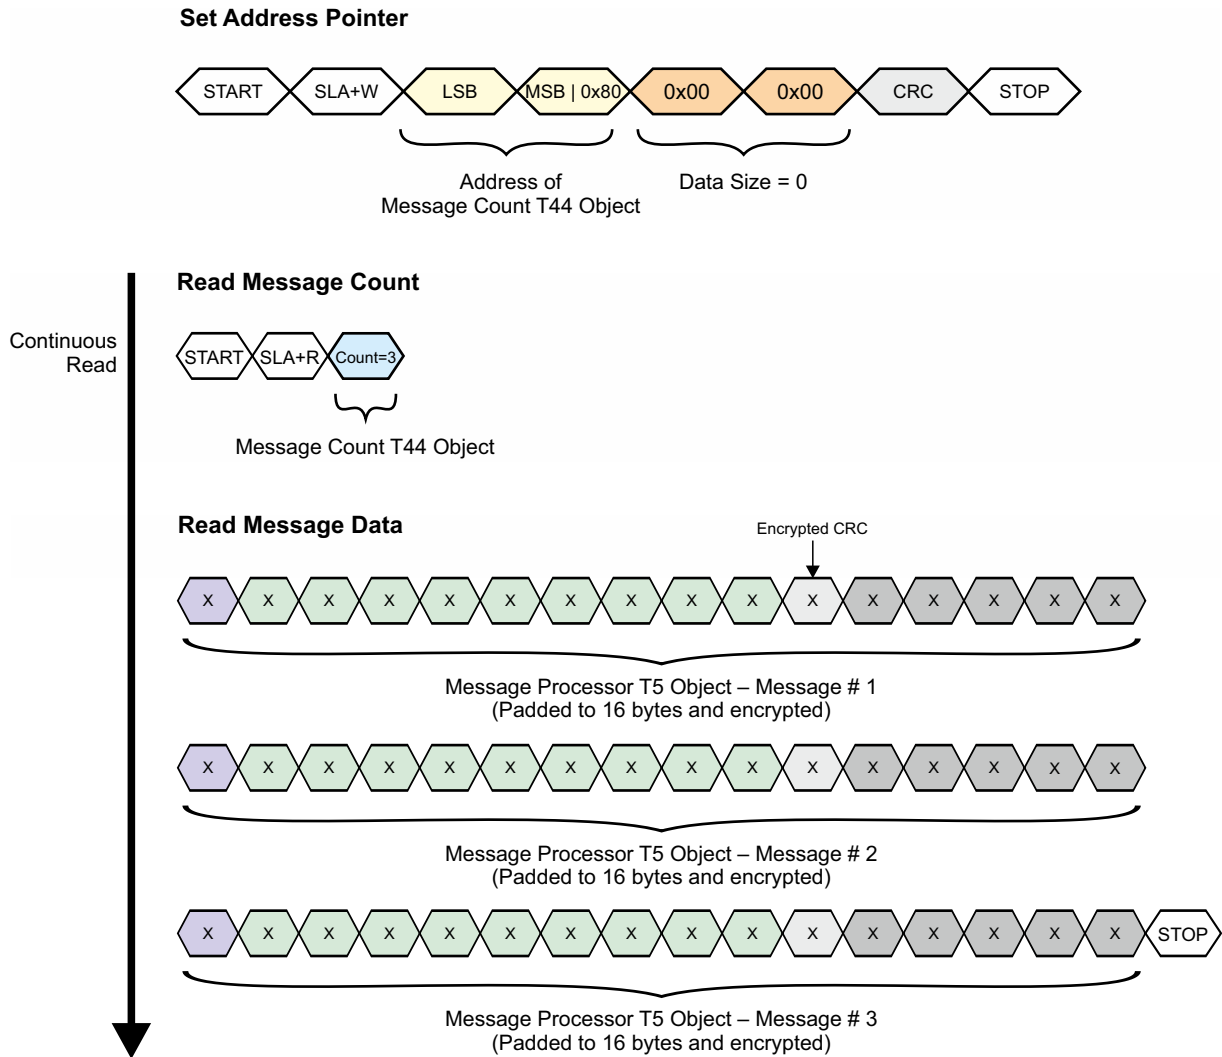 Set Address Pointer
START SLA+W LSB MSB | 0x80 0x00 0x00 CRC STOP
Address of
Message Count T44 Object
Data Size = 0
Read Message Count
Continuous
Read
START SLA+R Count=3
Message Count T44 Object
Read Message Data
Encrypted CRC
X X X X X X X X X X X X X X X X
Message Processor T5 Object – Message # 1
(Padded to 16 bytes and encrypted)
X X X X X X X X X X X X X X X X
Message Processor T5 Object – Message # 2
(Padded to 16 bytes and encrypted)
X X X X X X X X X X X X X X X X STOP
Message Processor T5 Object – Message # 3
(Padded to 16 bytes and encrypted)